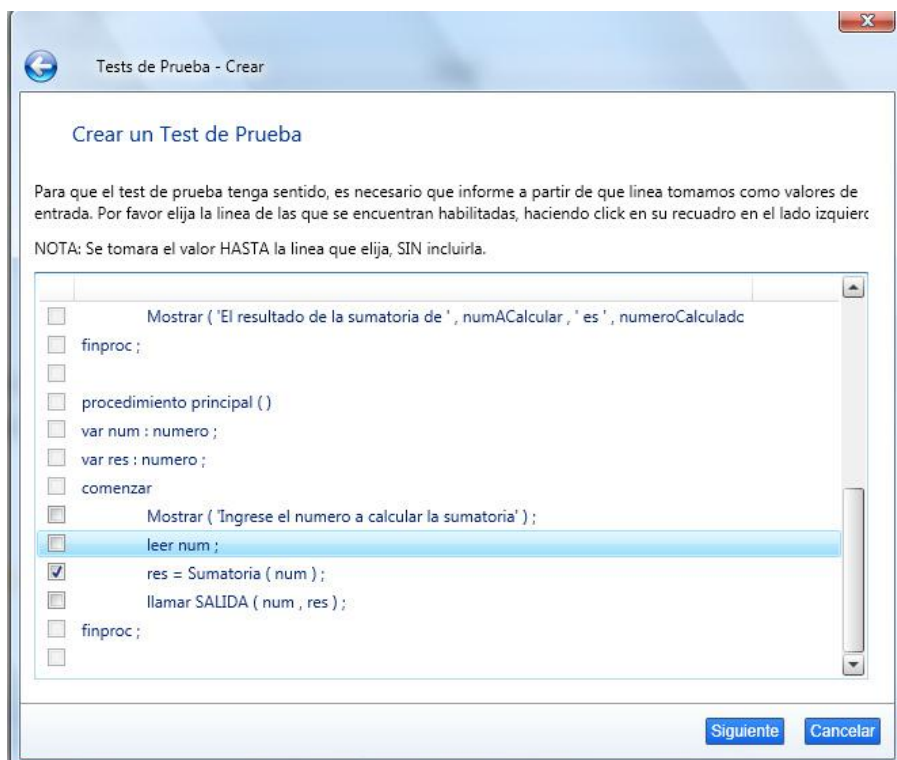 Tests de Prueba - Crear
Crear un Test de Prueba
Para que el test de prueba tenga sentido, es necesario que informe a partir de que linea tomamos como valores de
entrada. Por favor elija la linea de las que se encuentran habilitadas, haciendo click en su recuadro en el lado izquierc
NOTA: Se tomara el valor HASTA la linea que elija, SIN incluirla.
Mostrar ( 'El resultado de la sumatoria de ' , numACalcular , ' es ' , numeroCalculadc
finproc ;
procedimiento principal ( )
var num : numero ;
var res : numero ;
comenzar
Mostrar ( 'Ingrese el numero a calcular la sumatoria' ) ;
leer num ;
res = Sumatoria ( num ) ;
llamar SALIDA ( num , res ) ;
finproc ;
Siguiente Cancelar